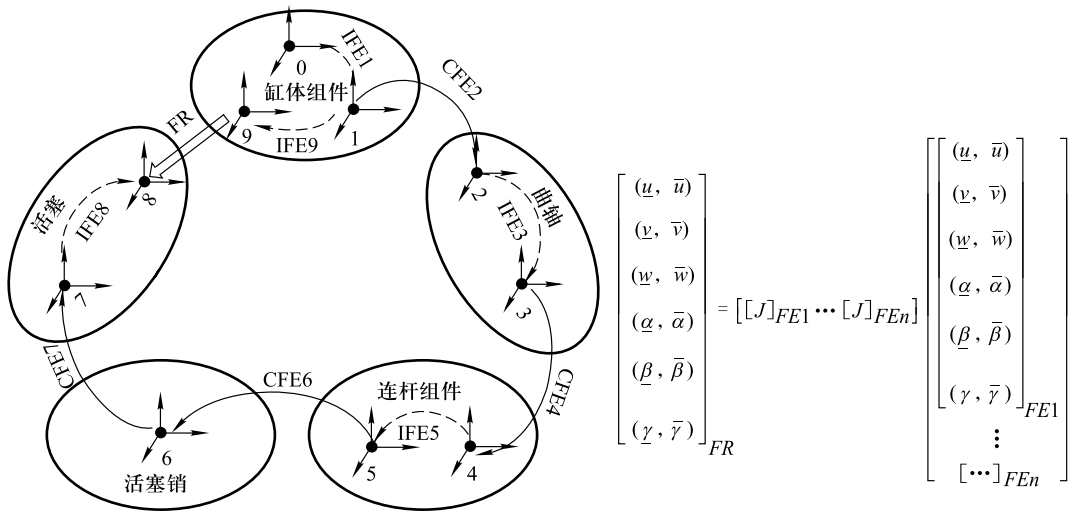 0
IFE1
缸体组件
9
IFE9
1
CFE2
FR
活塞
IFE8
8
7
2
IFE3
曲轴
3
CFE7
CFE6
CFE4
6
活塞销
连杆组件
IFE5
5
4
(u̲, u̅)
(v̲, v̅)
(w̲, w̅)
(α̲, α̅)
(β̲, β̅)
(γ̲, γ̅)
FR
= [[J]FE1 ••• [J]FEn]
(u̲, u̅)
(v̲, v̅)
(w̲, w̅)
(α̲, α̅)
(β̲, β̅)
(γ, γ̅)
FE1
⋮
[•••]FEn